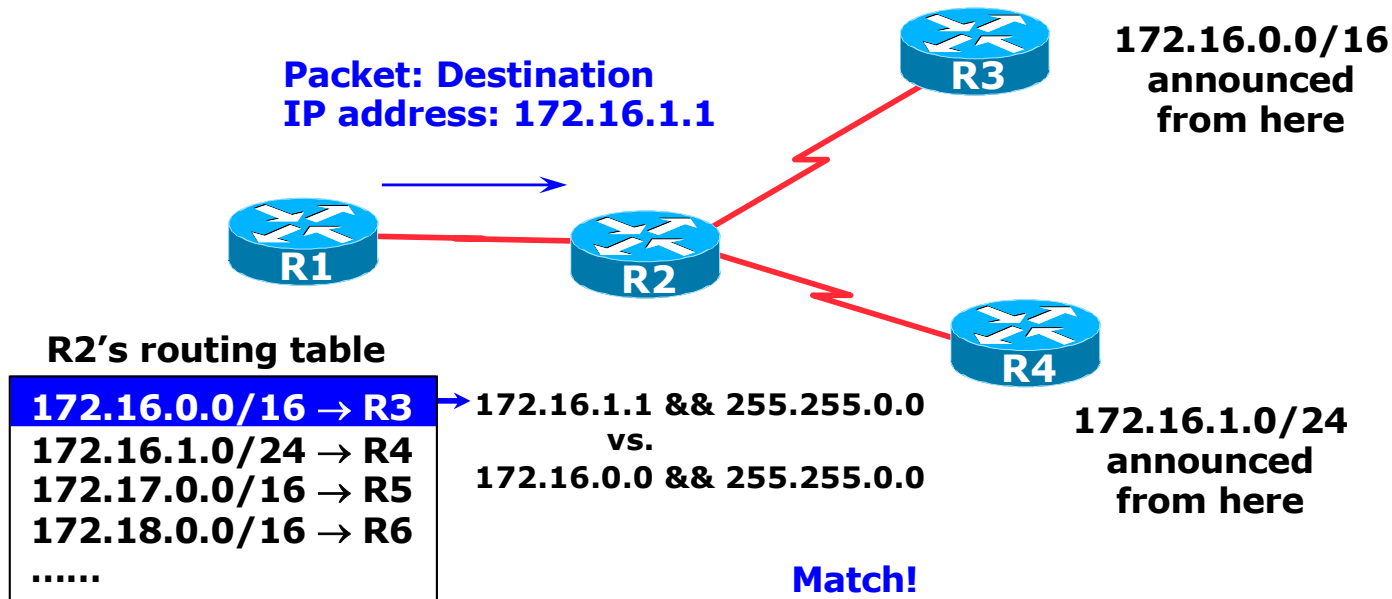 Packet: Destination
IP address: 172.16.1.1
R3
172.16.0.0/16
announced
from here
R1
R2
R4
172.16.1.0/24
announced
from here
R2’s routing table
172.16.0.0/16 → R3
172.16.1.0/24 → R4
172.17.0.0/16 → R5
172.18.0.0/16 → R6
……
172.16.1.1 && 255.255.0.0
vs.
172.16.0.0 && 255.255.0.0
Match!